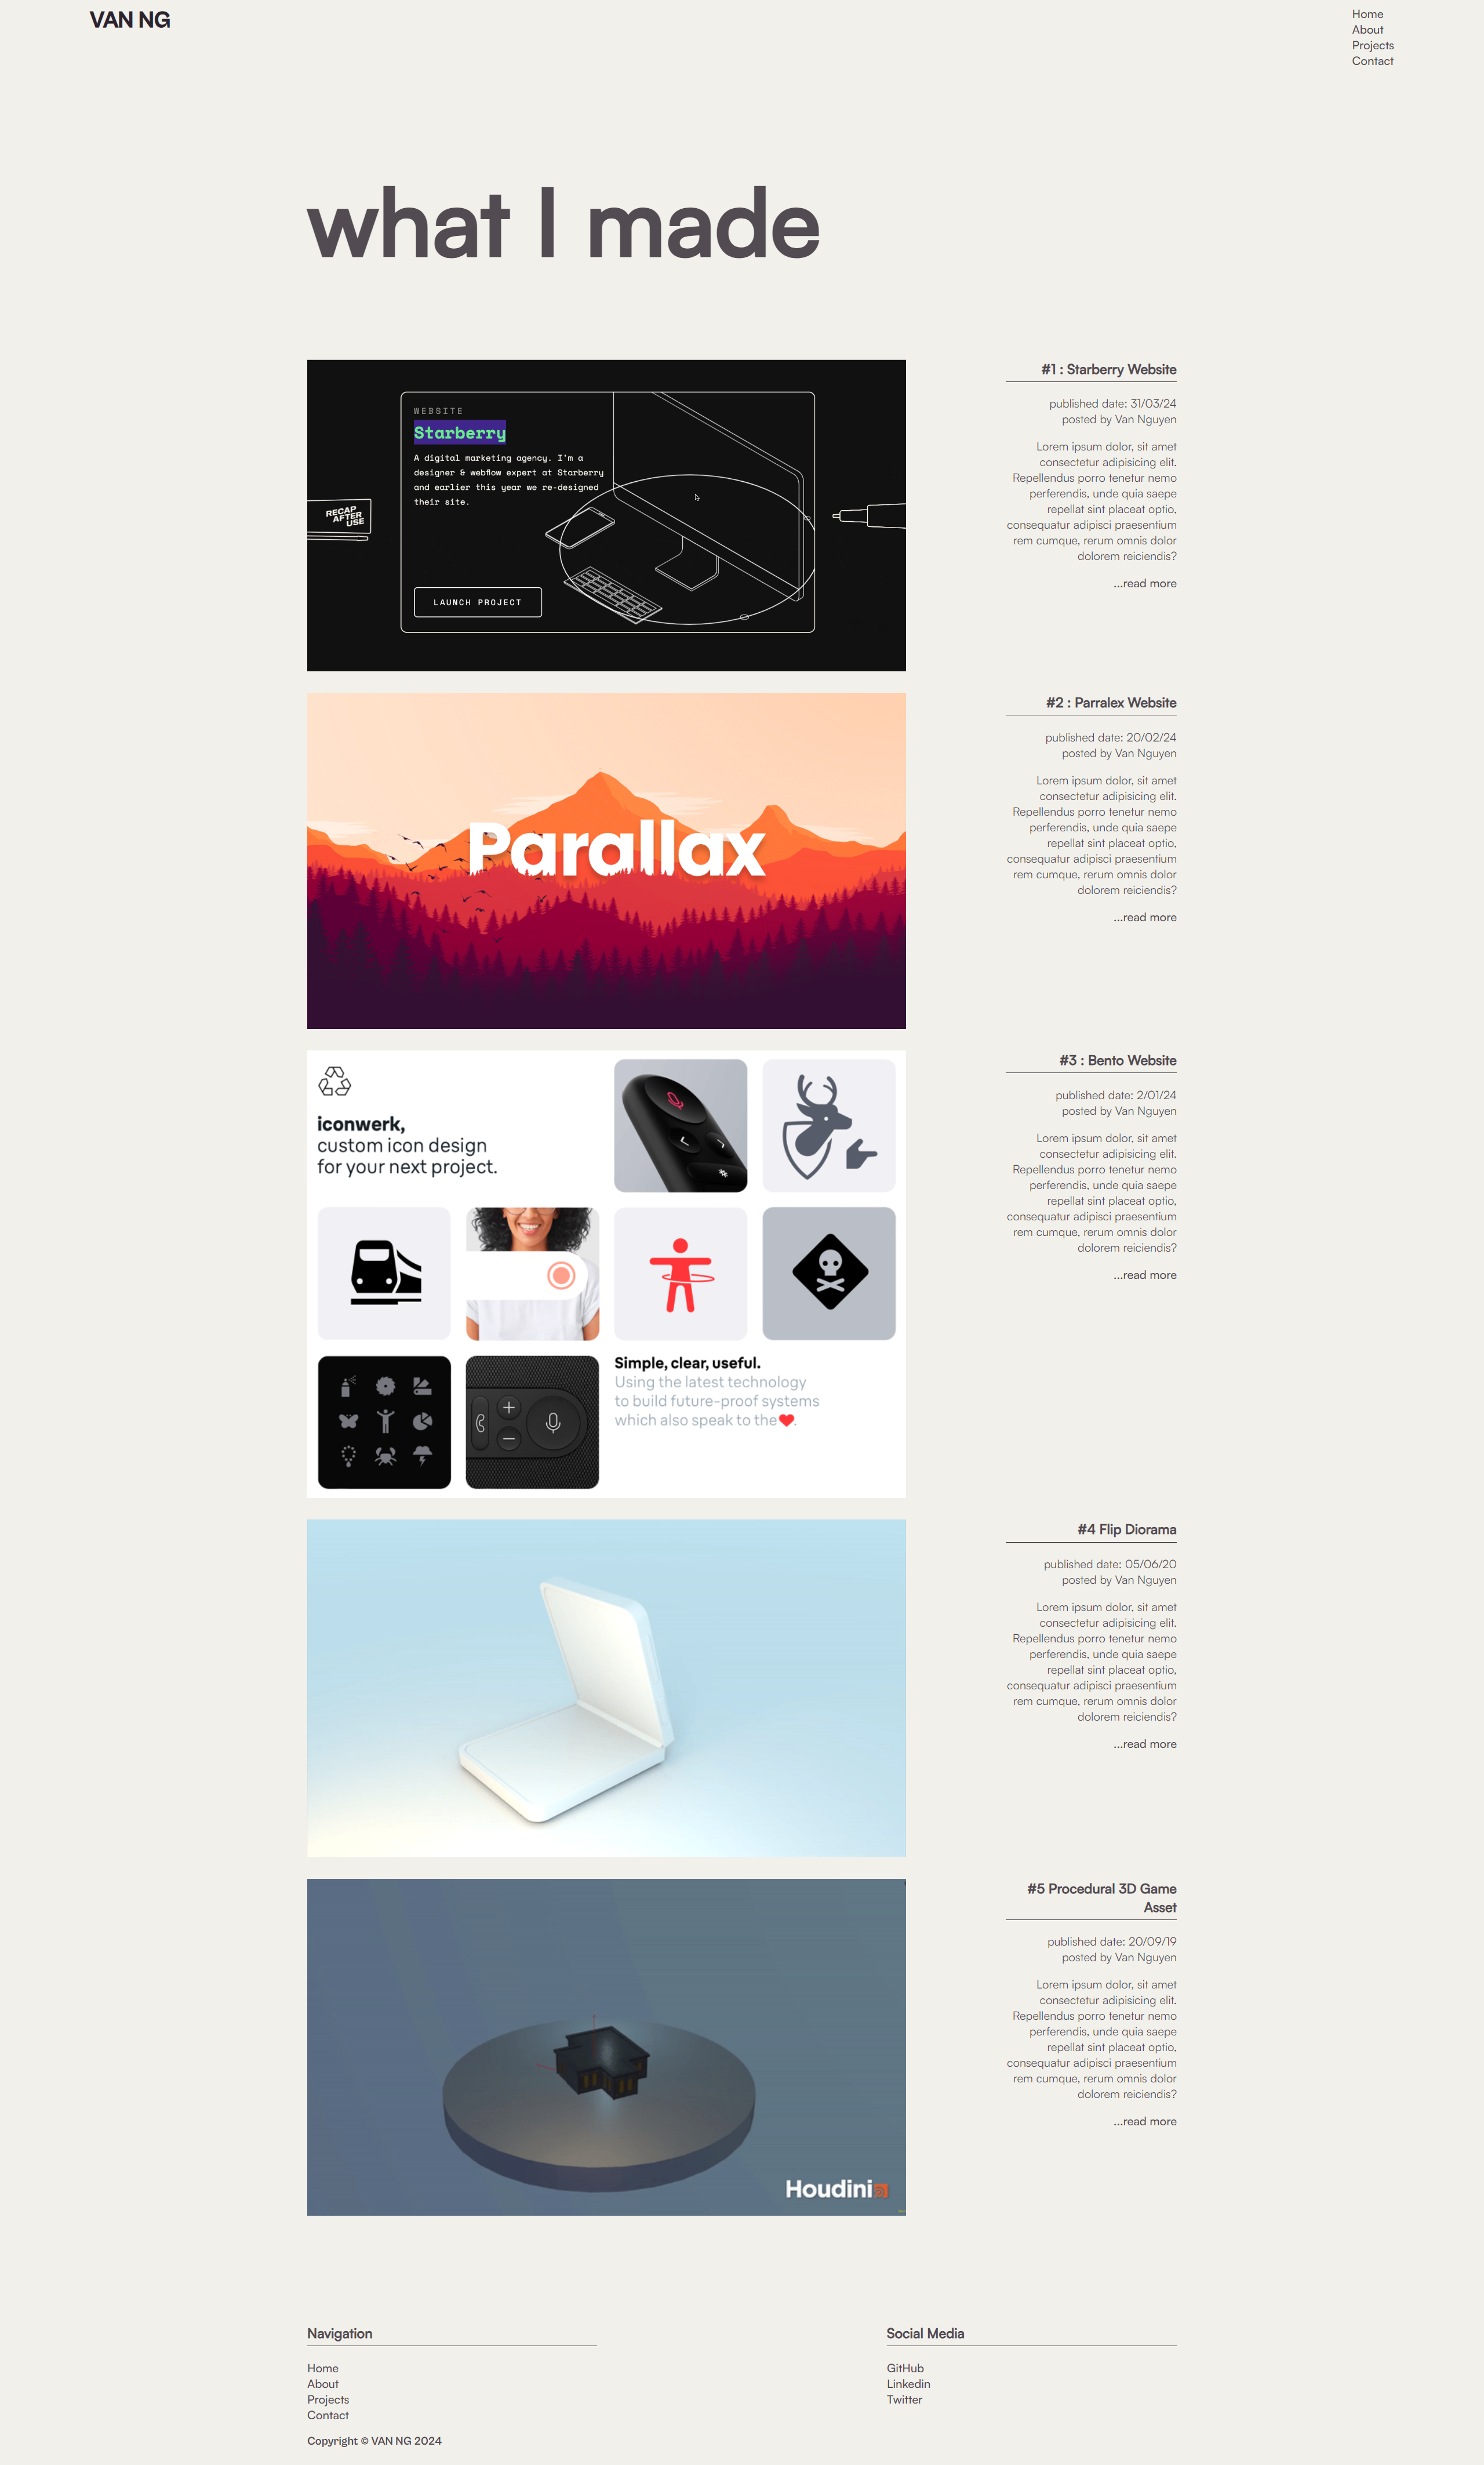 VAN NG
Home
About
Projects
Contact
what I made
WEBSITE
Starberry
A digital marketing agency. I'm a
designer & webflow expert at Starberry
and earlier this year we re-designed
their site.
RECAP
AFTER
USE
LAUNCH PROJECT
#1 : Starberry Website
published date: 31/03/24
posted by Van Nguyen
Lorem ipsum dolor, sit amet
consectetur adipisicing elit.
Repellendus porro tenetur nemo
perferendis, unde quia saepe
repellat sint placeat optio,
consequatur adipisci praesentium
rem cumque, rerum omnis dolor
dolorem reiciendis?
...read more
Parallax
#2 : Parralex Website
published date: 20/02/24
posted by Van Nguyen
Lorem ipsum dolor, sit amet
consectetur adipisicing elit.
Repellendus porro tenetur nemo
perferendis, unde quia saepe
repellat sint placeat optio,
consequatur adipisci praesentium
rem cumque, rerum omnis dolor
dolorem reiciendis?
...read more
iconwerk,
custom icon design
for your next project.
Simple, clear, useful.
Using the latest technology
to build future-proof systems
which also speak to the ❤.
#3 : Bento Website
published date: 2/01/24
posted by Van Nguyen
Lorem ipsum dolor, sit amet
consectetur adipisicing elit.
Repellendus porro tenetur nemo
perferendis, unde quia saepe
repellat sint placeat optio,
consequatur adipisci praesentium
rem cumque, rerum omnis dolor
dolorem reiciendis?
...read more
#4 Flip Diorama
published date: 05/06/20
posted by Van Nguyen
Lorem ipsum dolor, sit amet
consectetur adipisicing elit.
Repellendus porro tenetur nemo
perferendis, unde quia saepe
repellat sint placeat optio,
consequatur adipisci praesentium
rem cumque, rerum omnis dolor
dolorem reiciendis?
...read more
Houdini
#5 Procedural 3D Game
Asset
published date: 20/09/19
posted by Van Nguyen
Lorem ipsum dolor, sit amet
consectetur adipisicing elit.
Repellendus porro tenetur nemo
perferendis, unde quia saepe
repellat sint placeat optio,
consequatur adipisci praesentium
rem cumque, rerum omnis dolor
dolorem reiciendis?
...read more
Navigation
Home
About
Projects
Contact
Social Media
GitHub
Linkedin
Twitter
Copyright © VAN NG 2024